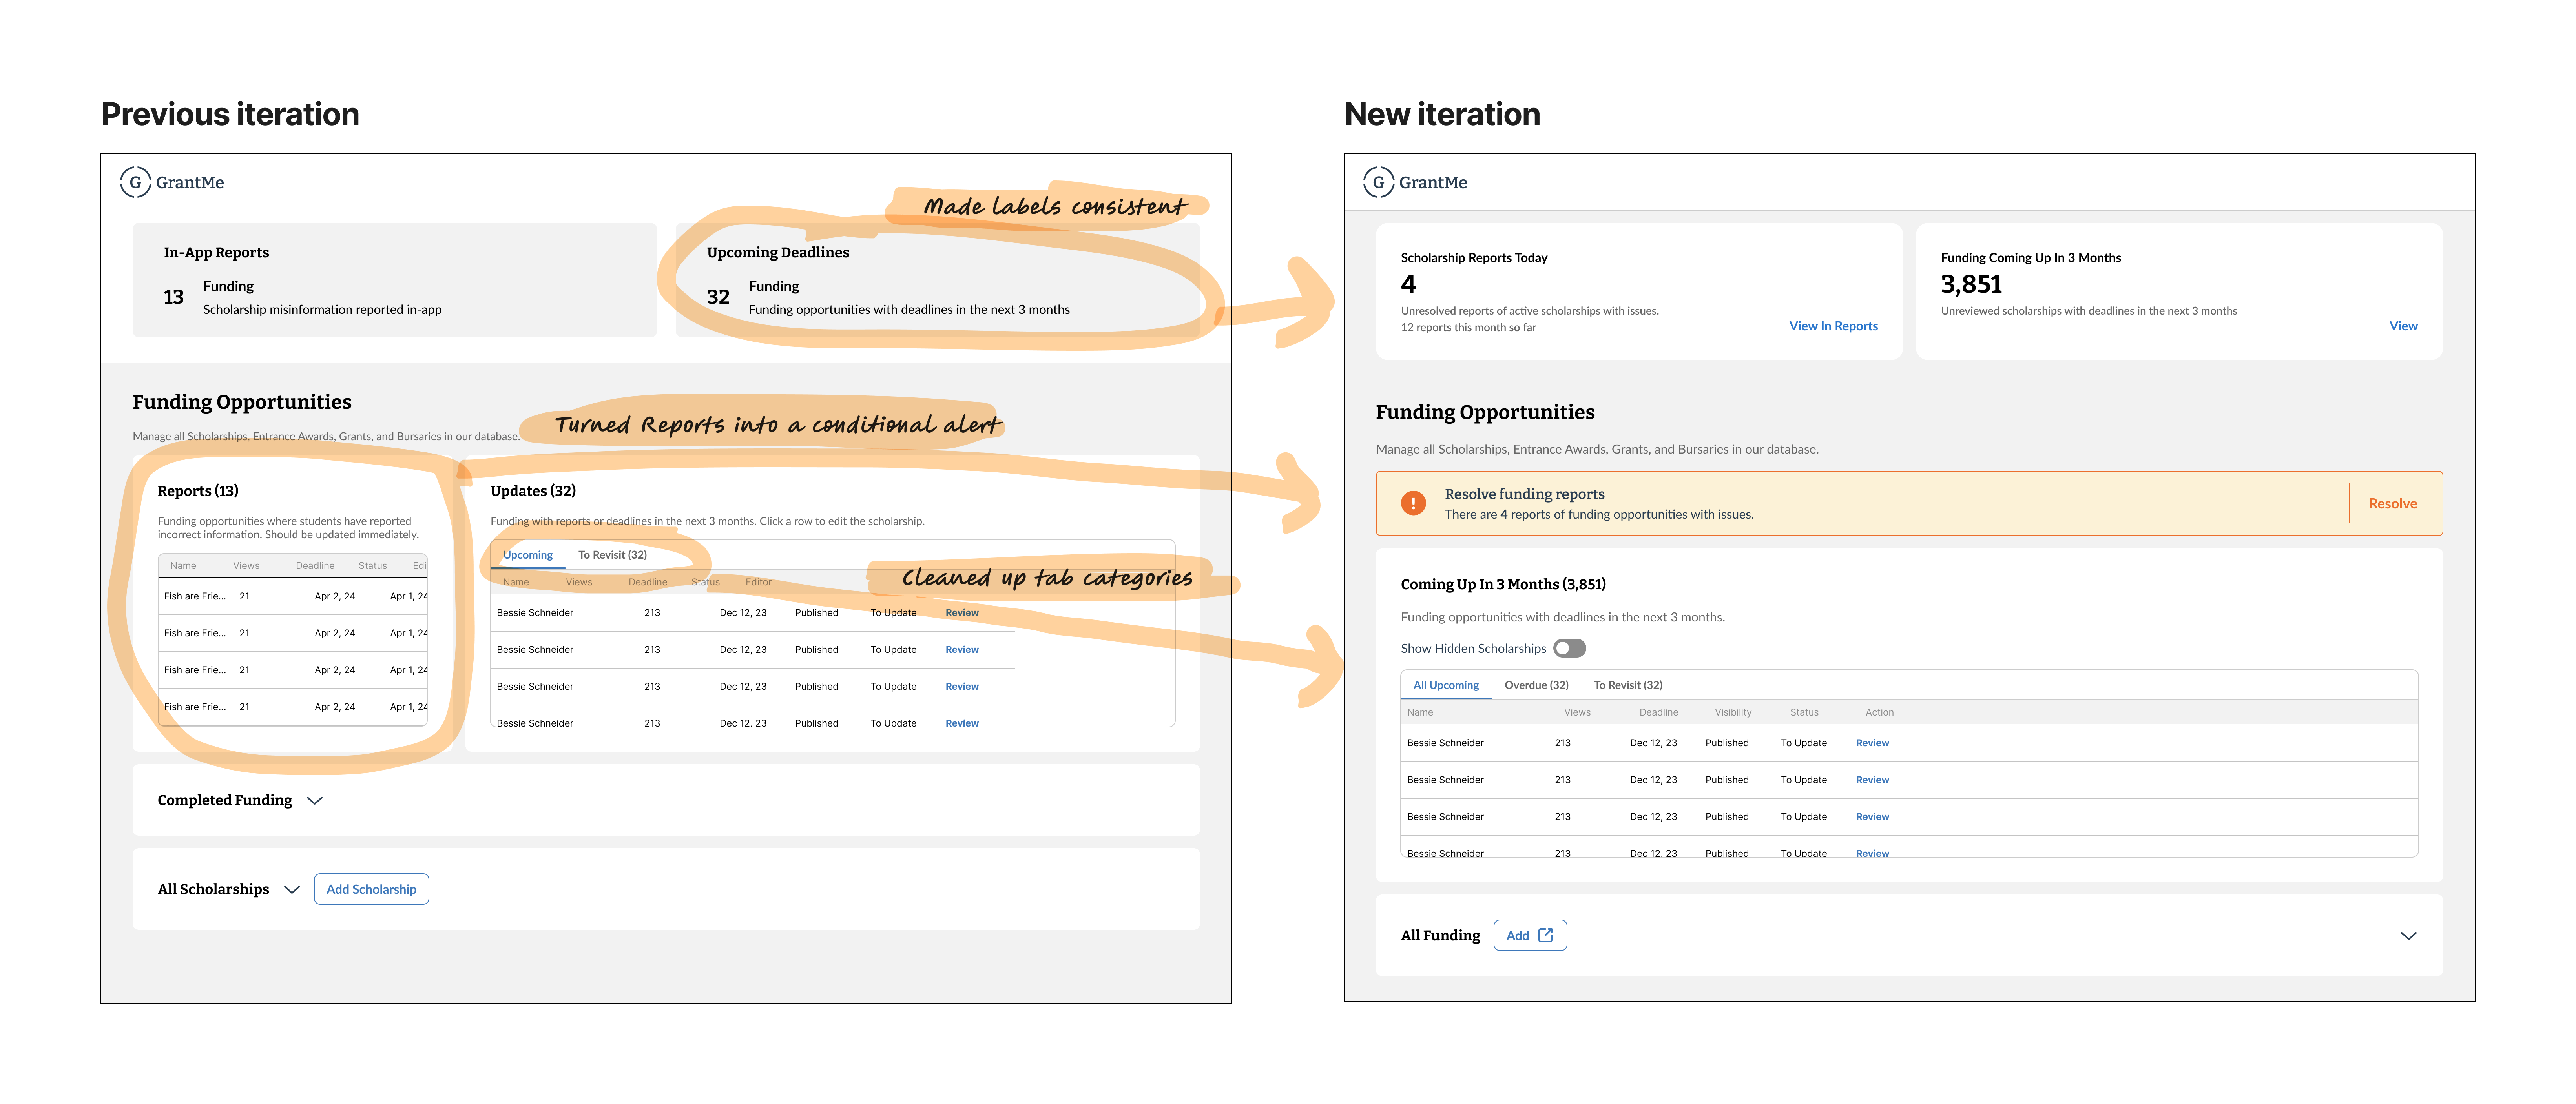 Previous iteration
G GrantMe
Made labels consistent
In-App Reports
13
Funding
Scholarship misinformation reported in-app
Upcoming Deadlines
32
Funding
Funding opportunities with deadlines in the next 3 months
Funding Opportunities
Manage all Scholarships, Entrance Awards, Grants, and Bursaries in our database.
Turned Reports into a conditional alert
Reports (13)
Funding opportunities where students have reported
incorrect information. Should be updated immediately.
Name Views Deadline Status Edi
Fish are Frie... 21 Apr 2, 24 Apr 1, 24
Fish are Frie... 21 Apr 2, 24 Apr 1, 24
Fish are Frie... 21 Apr 2, 24 Apr 1, 24
Fish are Frie... 21 Apr 2, 24 Apr 1, 24
Updates (32)
Funding with reports or deadlines in the next 3 months. Click a row to edit the scholarship.
Upcoming To Revisit (32)
Cleaned up tab categories
Name Views Deadline Status Editor
Bessie Schneider 213 Dec 12, 23 Published To Update Review
Bessie Schneider 213 Dec 12, 23 Published To Update Review
Bessie Schneider 213 Dec 12, 23 Published To Update Review
Bessie Schneider 213 Dec 12, 23 Published To Update Review
Completed Funding
All Scholarships Add Scholarship
New iteration
G GrantMe
Scholarship Reports Today
4
Unresolved reports of active scholarships with issues.
12 reports this month so far
View In Reports
Funding Coming Up In 3 Months
3,851
Unreviewed scholarships with deadlines in the next 3 months
View
Funding Opportunities
Manage all Scholarships, Entrance Awards, Grants, and Bursaries in our database.
!
Resolve funding reports
There are 4 reports of funding opportunities with issues.
Resolve
Coming Up In 3 Months (3,851)
Funding opportunities with deadlines in the next 3 months.
Show Hidden Scholarships
All Upcoming Overdue (32) To Revisit (32)
Name Views Deadline Visibility Status Action
Bessie Schneider 213 Dec 12, 23 Published To Update Review
Bessie Schneider 213 Dec 12, 23 Published To Update Review
Bessie Schneider 213 Dec 12, 23 Published To Update Review
Bessie Schneider 213 Dec 12, 23 Published To Update Review
All Funding Add